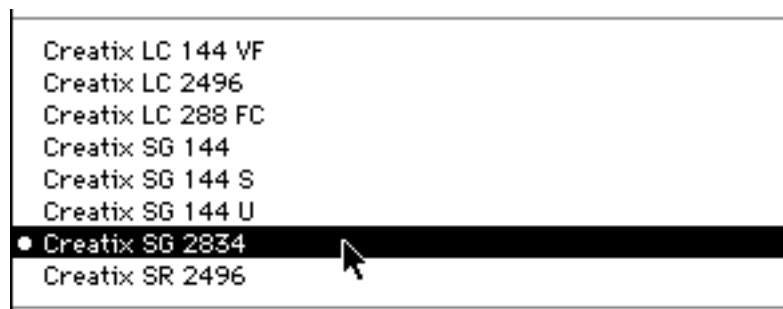 Creatix LC 144 VF
Creatix LC 2496
Creatix LC 288 FC
Creatix SG 144
Creatix SG 144 S
Creatix SG 144 U
Creatix SG 2834
Creatix SR 2496